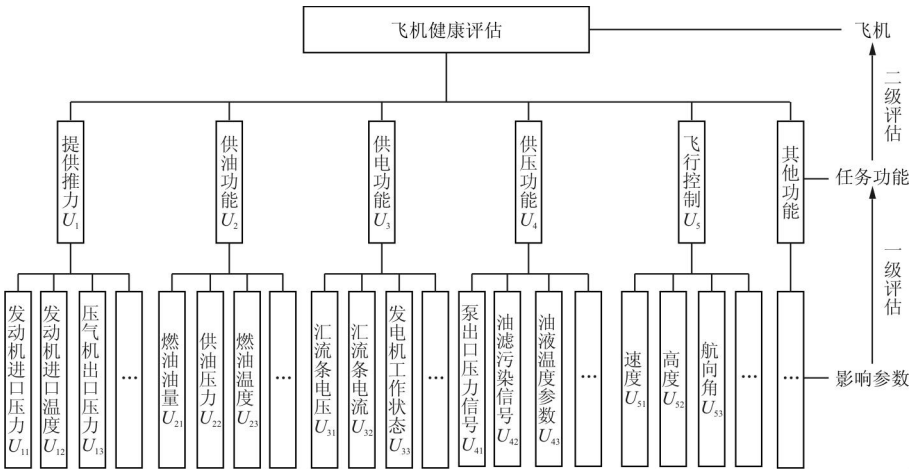 飞机健康评估
飞机
二级评估
提供推力U₁
供油功能U₂
供电功能U₃
供压功能U₄
飞行控制U₅
其他功能
任务功能
一级评估
发动机进口压力U₁₁
发动机进口温度U₁₂
压气机出口压力U₁₃
...
燃油油量U₂₁
供油压力U₂₂
燃油温度U₂₃
...
汇流条电压U₃₁
汇流条电流U₃₂
发电机工作状态U₃₃
...
泵出口压力信号U₄₁
油滤污染信号U₄₂
油液温度参数U₄₃
...
速度U₅₁
高度U₅₂
航向角U₅₃
...
...
影响参数